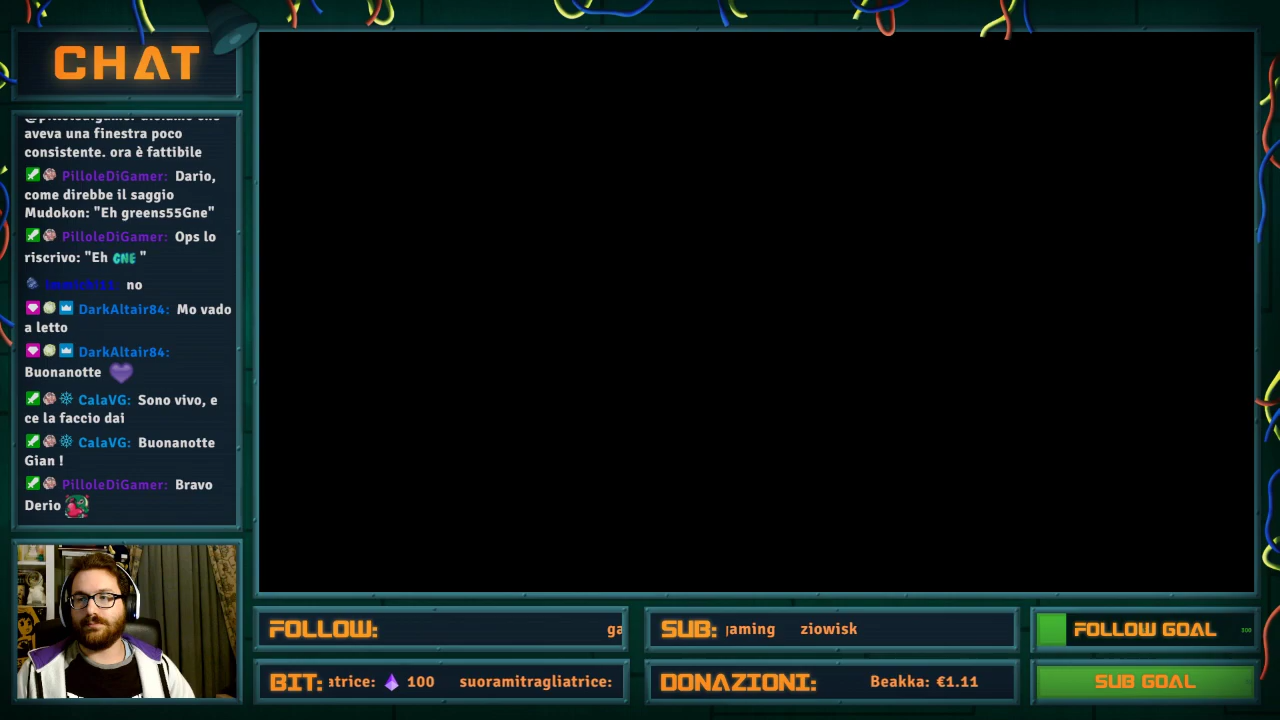 CHAT
aveva una finestra poco
consistente. ora è fattibile
PilloleDiGamer: Dario,
come direbbe il saggio
Mudokon: "Eh greens55Gne"
PilloleDiGamer: Ops lo
riscrivo: "Eh GNE "
no
DarkAltair84: Mo vado
a letto
DarkAltair84:
Buonanotte
CalaVG: Sono vivo, e
ce la faccio dai
CalaVG: Buonanotte
Gian !
PilloleDiGamer: Bravo
Derio
FOLLOW: ga
SUB: aming ziowisk
FOLLOW GOAL
BIT: atrice: 100 suoramitragliatrice:
DONAZIONI: Beakka: €1.11
SUB GOAL